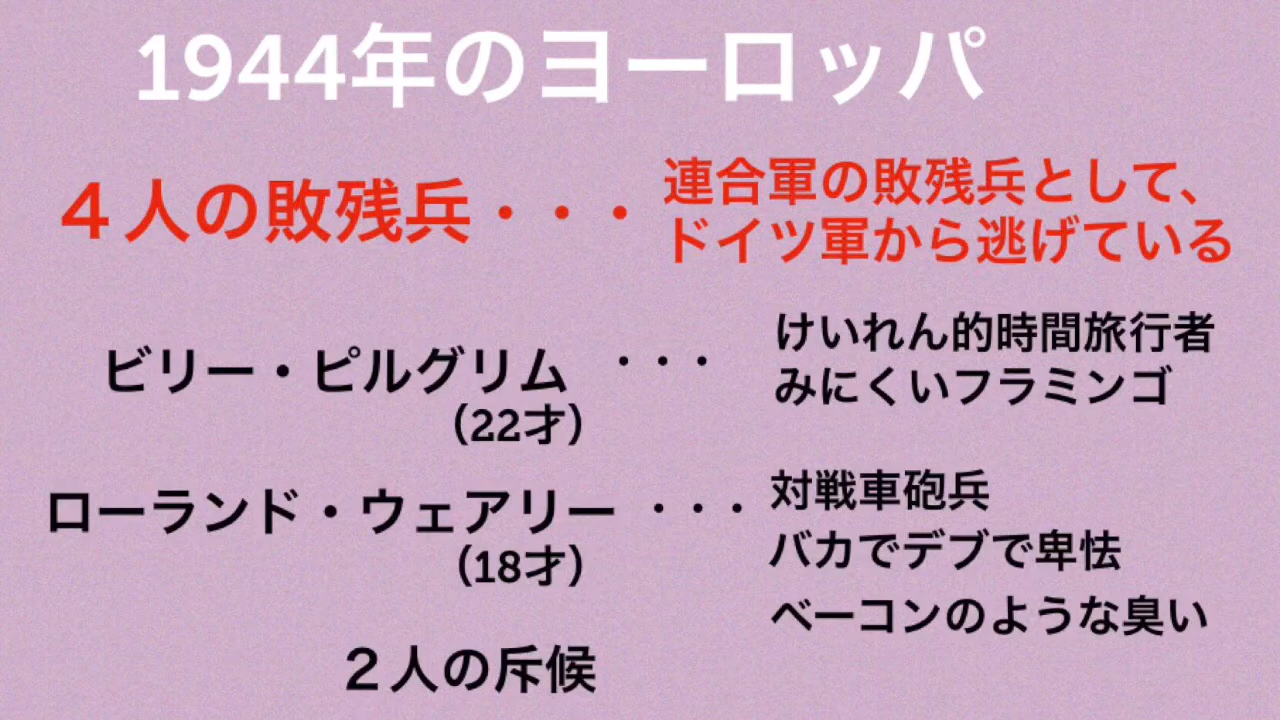 1944年のヨーロッパ
４人の敗残兵・・・
連合軍の敗残兵として、
ドイツ軍から逃げている
ビリー・ピルグリム ・・・
(22才)
けいれん的時間旅行者
みにくいフラミンゴ
ローランド・ウェアリー ・・・
(18才)
対戦車砲兵
バカでデブで卑怯
ベーコンのような臭い
２人の斥候